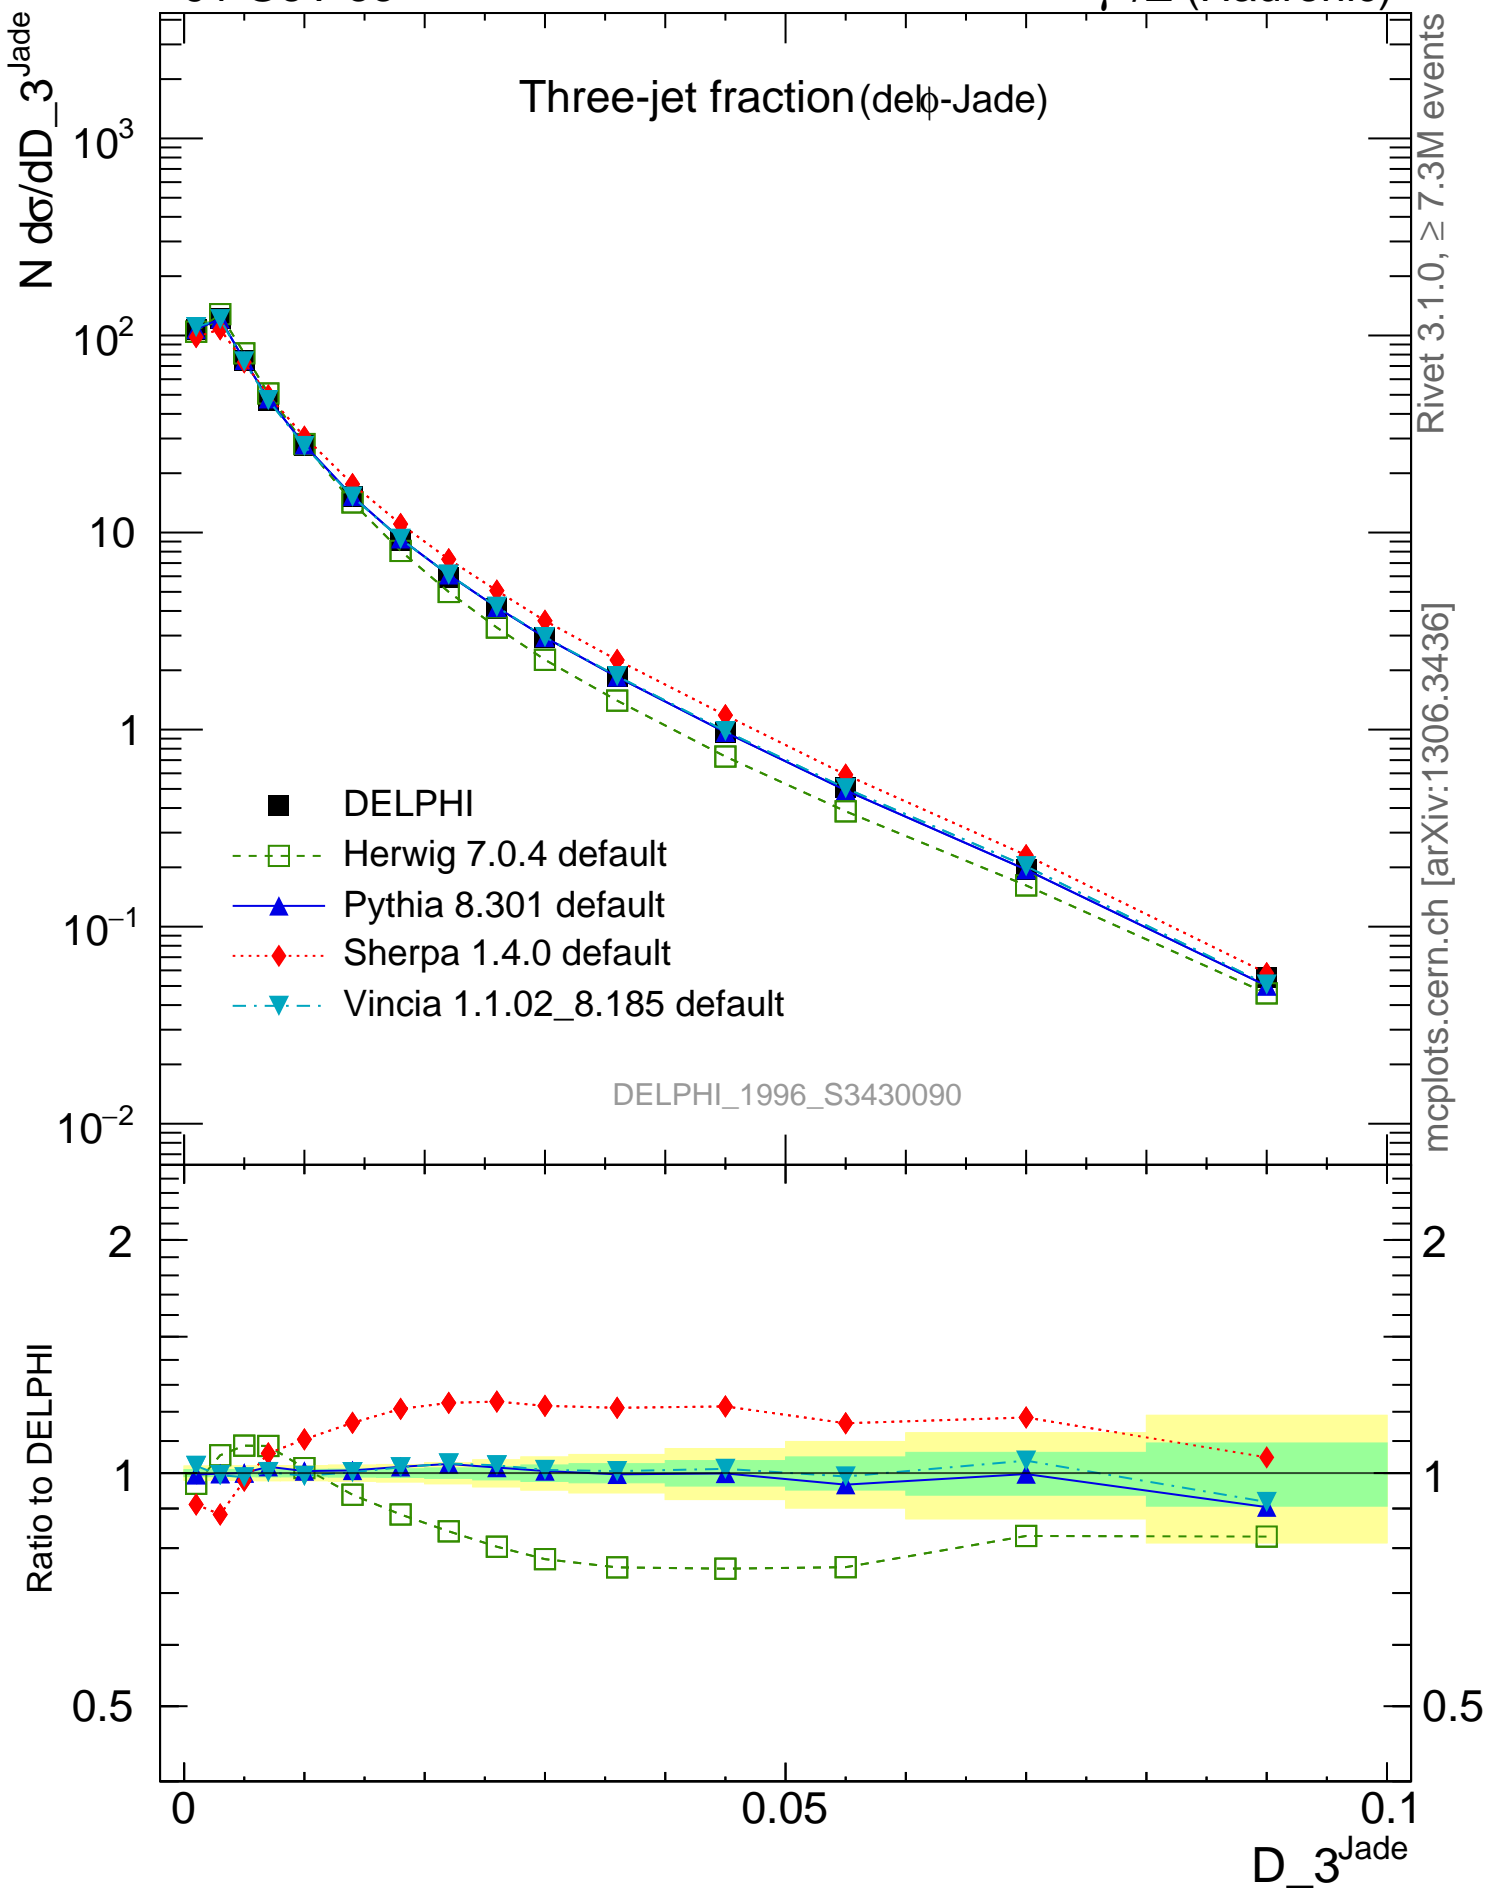 Three-jet fraction (delϕ-Jade)
N dσ/dD_3^Jade
10^3
10^2
10
1
10^−1
10^−2
DELPHI
Herwig 7.0.4 default
Pythia 8.301 default
Sherpa 1.4.0 default
Vincia 1.1.02_8.185 default
DELPHI_1996_S3430090
Rivet 3.1.0, ≥ 7.3M events
mcplots.cern.ch [arXiv:1306.3436]
Ratio to DELPHI
2
1
0.5
2
1
0.5
0
0.05
0.1
D_3^Jade